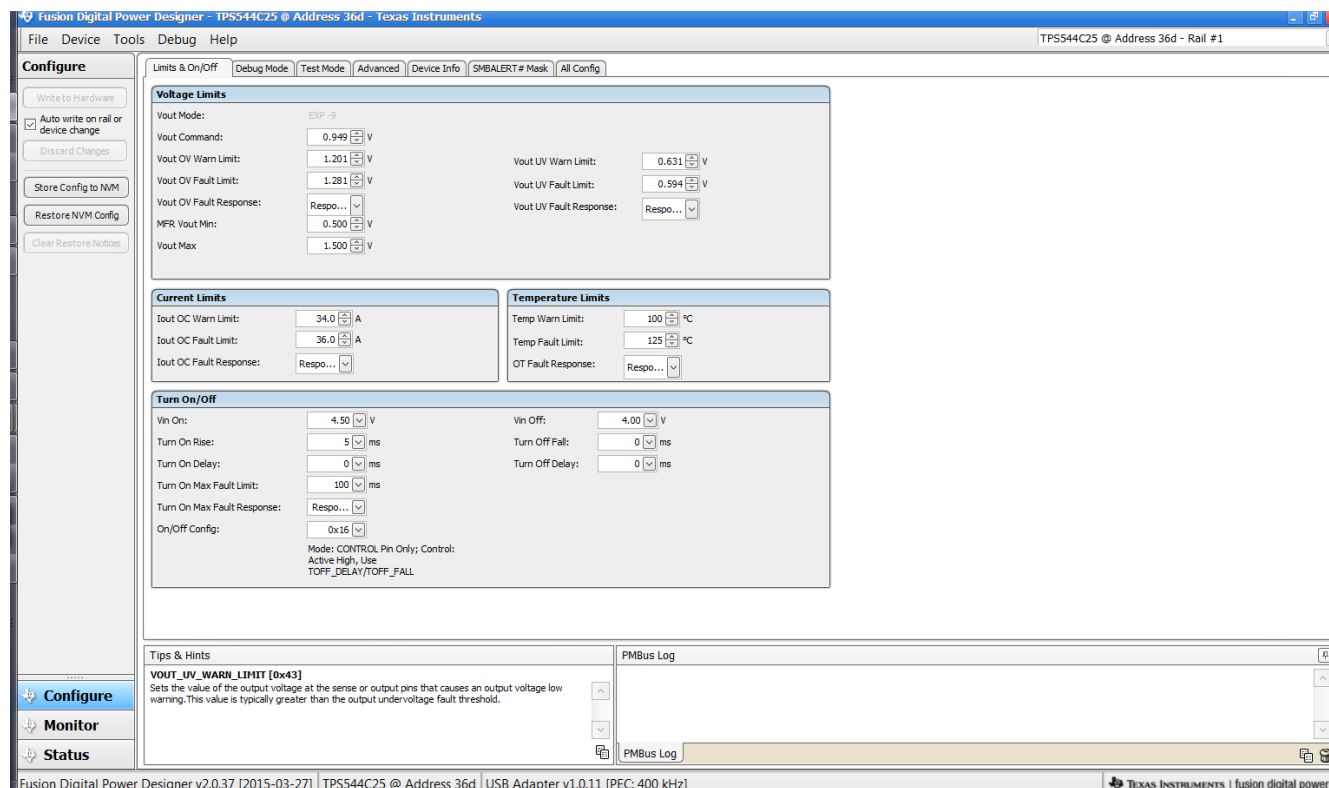 Fusion Digital Power Designer - TPS544C25 @ Address 36d - Texas Instruments
File Device Tools Debug Help
TPS544C25 @ Address 36d - Rail #1
Configure
Limits & On/Off Debug Mode Test Mode Advanced Device Info SMBALERT# Mask All Config
Write to Hardware
Auto write on rail or
device change
Discard Changes
Store Config to NVM
Restore NVM Config
Clear Restore Notices
Voltage Limits
Vout Mode: EXP -9
Vout Command: 0.949 V
Vout OV Warn Limit: 1.201 V
Vout UV Warn Limit: 0.631 V
Vout OV Fault Limit: 1.281 V
Vout UV Fault Limit: 0.594 V
Vout OV Fault Response: Respo...
Vout UV Fault Response: Respo...
MFR Vout Min: 0.500 V
Vout Max 1.500 V
Current Limits
Iout OC Warn Limit: 34.0 A
Iout OC Fault Limit: 36.0 A
Iout OC Fault Response: Respo...
Temperature Limits
Temp Warn Limit: 100 °C
Temp Fault Limit: 125 °C
OT Fault Response: Respo...
Turn On/Off
Vin On: 4.50 V
Vin Off: 4.00 V
Turn On Rise: 5 ms
Turn Off Fall: 0 ms
Turn On Delay: 0 ms
Turn Off Delay: 0 ms
Turn On Max Fault Limit: 100 ms
Turn On Max Fault Response: Respo...
On/Off Config: 0x16
Mode: CONTROL Pin Only; Control:
Active High, Use
TOFF_DELAY/TOFF_FALL
Tips & Hints
VOUT_UV_WARN_LIMIT [0x43]
Sets the value of the output voltage at the sense or output pins that causes an output voltage low
warning.This value is typically greater than the output undervoltage fault threshold.
PMBus Log
PMBus Log
Configure
Monitor
Status
Fusion Digital Power Designer v2.0.37 [2015-03-27] TPS544C25 @ Address 36d USB Adapter v1.0.11 [PEC; 400 kHz]
TEXAS INSTRUMENTS | fusion digital power